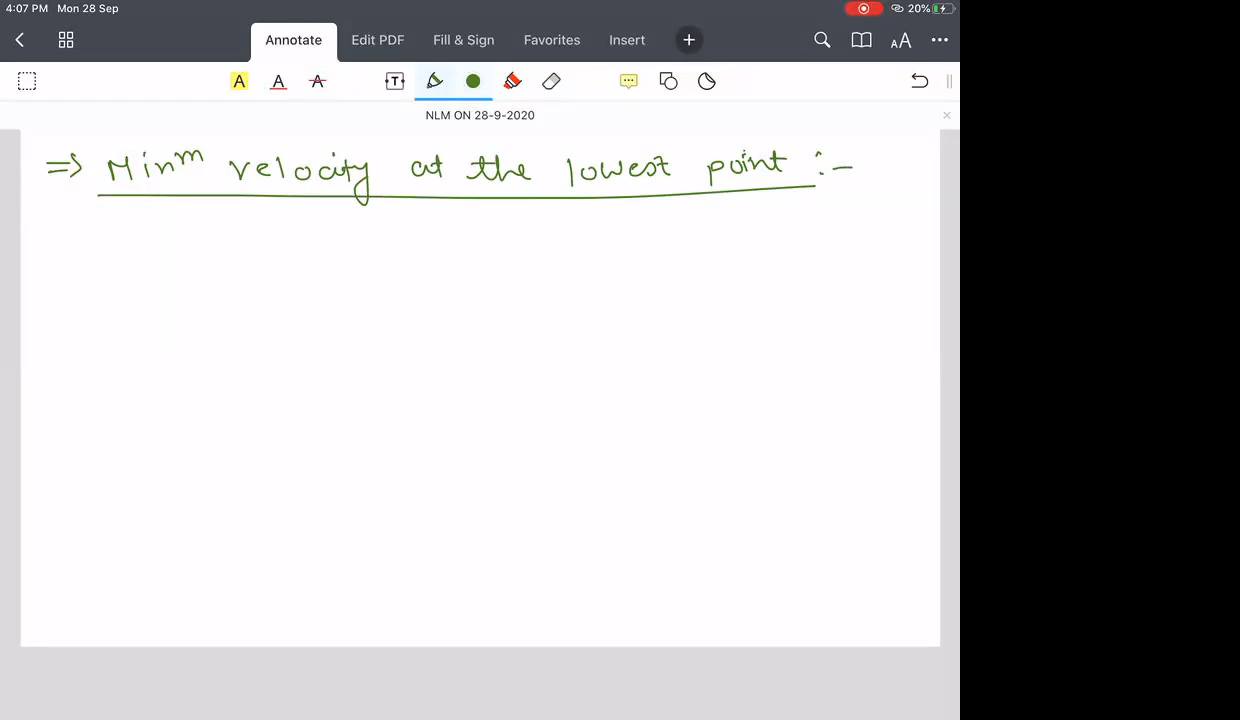 4:07 PM Mon 28 Sep 20%
Annotate Edit PDF Fill & Sign Favorites Insert
NLM ON 28-9-2020
⇒ Minᵐ velocity at the lowest point :-